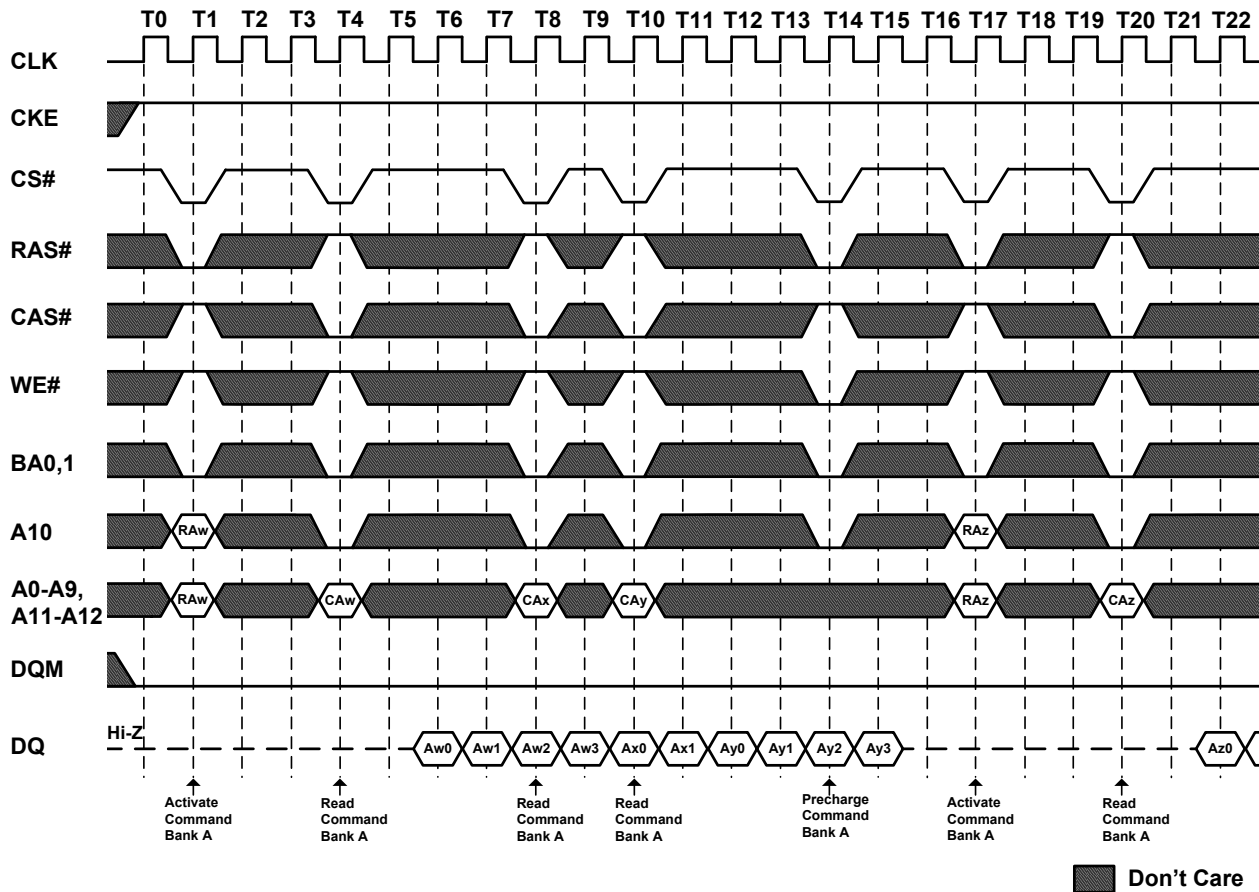 T0 T1 T2 T3 T4 T5 T6 T7 T8 T9 T10 T11 T12 T13 T14 T15 T16 T17 T18 T19 T20 T21 T22
CLK
CKE
CS#
RAS#
CAS#
WE#
BA0,1
A10 RAw RAz
A0-A9,
A11-A12 RAw CAw CAx CAy RAz CAz
DQM
Hi-Z
DQ Aw0 Aw1 Aw2 Aw3 Ax0 Ax1 Ay0 Ay1 Ay2 Ay3 Az0
Activate
Command
Bank A
Read
Command
Bank A
Read
Command
Bank A
Read
Command
Bank A
Precharge
Command
Bank A
Activate
Command
Bank A
Read
Command
Bank A
Don't Care